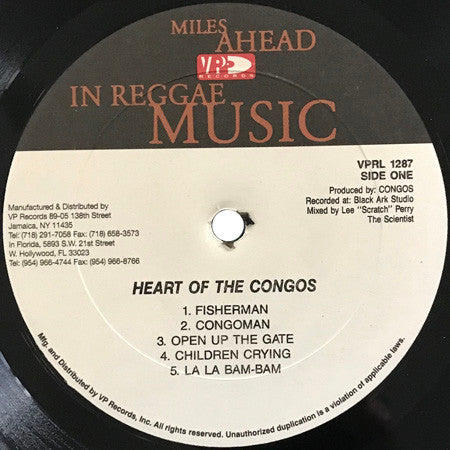 MILES
AHEAD
VP
RECORDS
IN REGGAE
MUSIC
VPRL 1287
SIDE ONE
Produced by: CONGOS
Recorded at: Black Ark Studio
Mixed by Lee "Scratch" Perry
The Scientist
Manufactured & Distributed by
VP Records 89-05 138th Street
Jamaica, NY 11435
Tel: (718) 291-7058 Fax: (718) 658-3573
In Florida, 5893 S.W. 21st Street
W. Hollywood, FL 33023
Tel: (954) 966-4744 Fax: (954) 966-8766
HEART OF THE CONGOS
1. FISHERMAN
2. CONGOMAN
3. OPEN UP THE GATE
4. CHILDREN CRYING
5. LA LA BAM-BAM
Mfg. and Distributed by VP Records, Inc. All rights reserved. Unauthorized duplication is a violation of applicable laws.